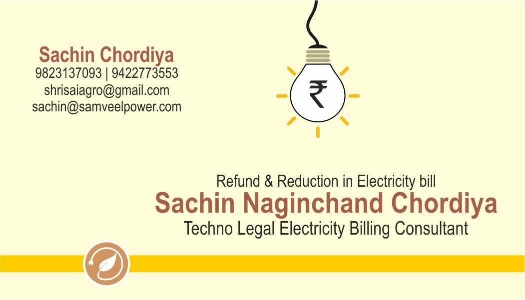 Sachin Chordiya
9823137093 | 9422773553
shrisaiagro@gmail.com
sachin@samveelpower.com
₹
Refund & Reduction in Electricity bill
Sachin Naginchand Chordiya
Techno Legal Electricity Billing Consultant